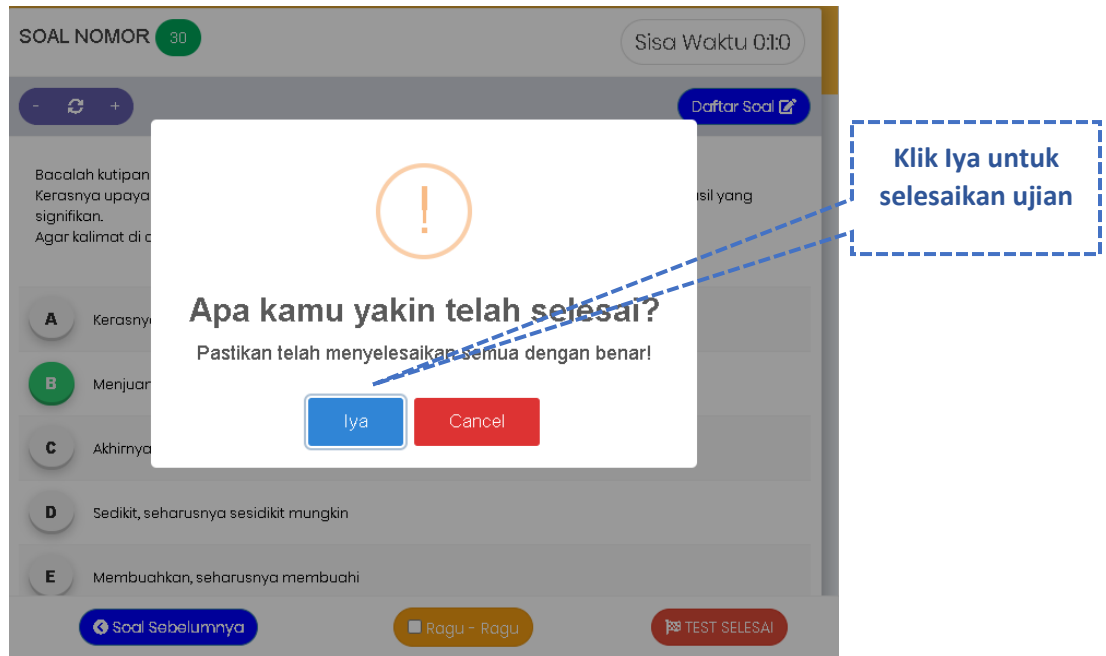 SOAL NOMOR 30
Sisa Waktu 0:1:0
- +
Daftar Soal
Klik Iya untuk
selesaikan ujian
Bacalah kutipan
Kerasnya upaya sil yang
signifikan.
Agar kalimat di
!
Apa kamu yakin telah selesai?
Pastikan telah menyelesaikan semua dengan benar!
Iya Cancel
A Kerasny
B Menjuan
C Akhirnya
D Sedikit, seharusnya sesidikit mungkin
E Membuahkan, seharusnya membuahi
Soal Sebelumnya
Ragu - Ragu
TEST SELESAI